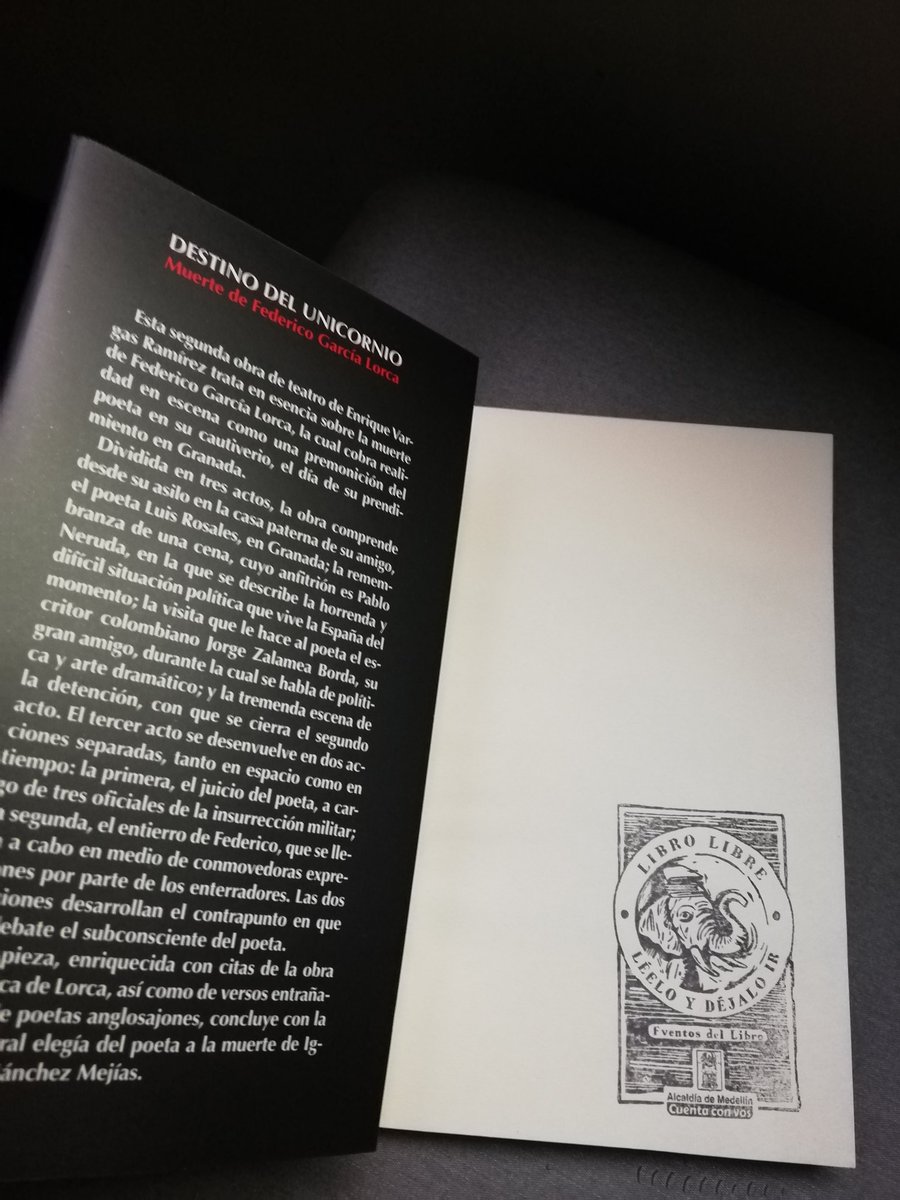 DESTINO DEL UNICORNIO
Muerte de Federico García Lorca
Esta segunda obra de teatro de Enrique Var-
gas Ramírez trata en esencia sobre la muerte
de Federico García Lorca, la cual cobra reali-
dad en escena como una premonición del
poeta en su cautiverio, el día de su prendi-
miento en Granada.
Dividida en tres actos, la obra comprende
desde su asilo en la casa paterna de su amigo,
el poeta Luis Rosales, en Granada; la remem-
branza de una cena, cuyo anfitrión es Pablo
Neruda, en la que se describe la horrenda y
difícil situación política que vive la España del
momento; la visita que le hace al poeta el es-
critor colombiano Jorge Zalamea Borda, su
gran amigo, durante la cual se habla de políti-
ca y arte dramático; y la tremenda escena de
la detención, con que se cierra el segundo
acto. El tercer acto se desenvuelve en dos ac-
ciones separadas, tanto en espacio como en
tiempo: la primera, el juicio del poeta, a car-
go de tres oficiales de la insurrección militar;
segunda, el entierro de Federico, que se lle-
a cabo en medio de conmovedoras expre-
nes por parte de los enterradores. Las dos
ciones desarrollan el contrapunto en que
debate el subconsciente del poeta.
pieza, enriquecida con citas de la obra
ca de Lorca, así como de versos entraña-
e poetas anglosajones, concluye con la
ral elegía del poeta a la muerte de Ig-
ánchez Mejías.
LIBRO LIBRE
LÉELO Y DÉJALO IR
Eventos del Libro
Alcaldía de Medellín
Cuenta con vos